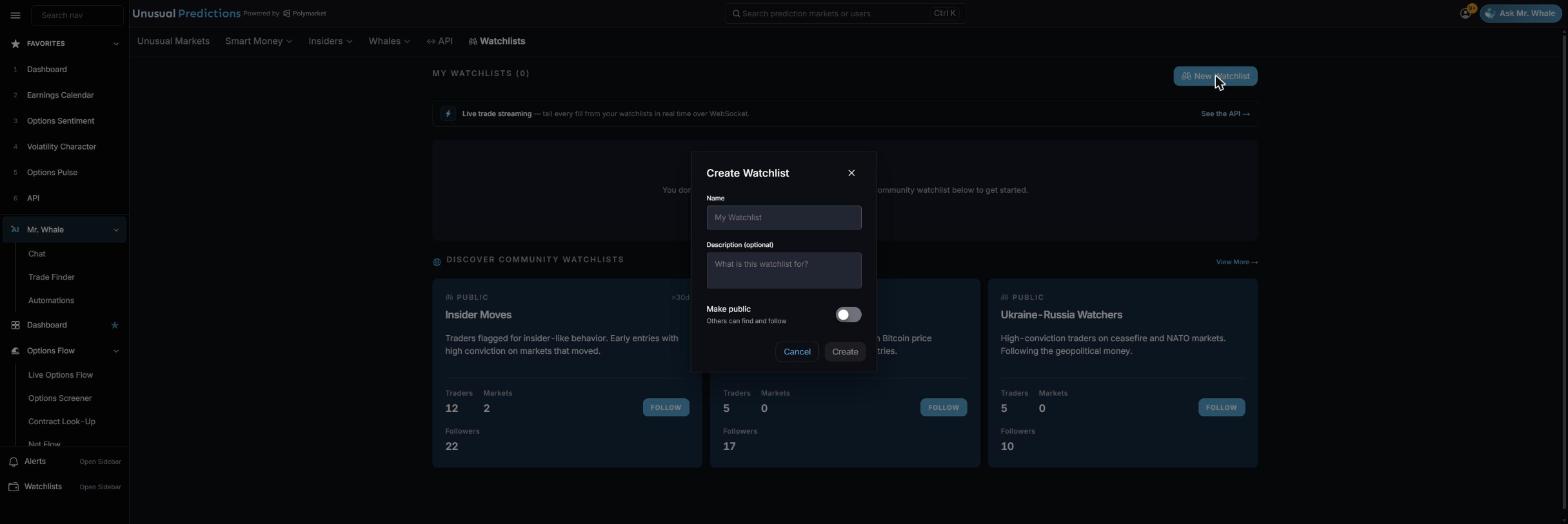 Search nav
Unusual Predictions Powered by Polymarket
Search prediction markets or users Ctrl K
Ask Mr. Whale
FAVORITES
1 Dashboard
2 Earnings Calendar
3 Options Sentiment
4 Volatility Character
5 Options Pulse
6 API
Mr. Whale
Chat
Trade Finder
Automations
Dashboard
Options Flow
Live Options Flow
Options Screener
Contract Look-Up
Net Flow
Alerts Open Sidebar
Watchlists Open Sidebar
Unusual Markets Smart Money Insiders Whales API Watchlists
MY WATCHLISTS (0)
New Watchlist
Live trade streaming — tail every fill from your watchlists in real time over WebSocket.
See the API →
You don
ommunity watchlist below to get started.
Create Watchlist
Name
My Watchlist
Description (optional)
What is this watchlist for?
Make public
Others can find and follow
Cancel Create
DISCOVER COMMUNITY WATCHLISTS
View More →
PUBLIC >30d
Insider Moves
Traders flagged for insider-like behavior. Early entries with
high conviction on markets that moved.
Traders Markets
12 2
FOLLOW
Followers
22
n Bitcoin price
tries.
Traders Markets
5 0
FOLLOW
Followers
17
PUBLIC
Ukraine-Russia Watchers
High-conviction traders on ceasefire and NATO markets.
Following the geopolitical money.
Traders Markets
5 0
FOLLOW
Followers
10